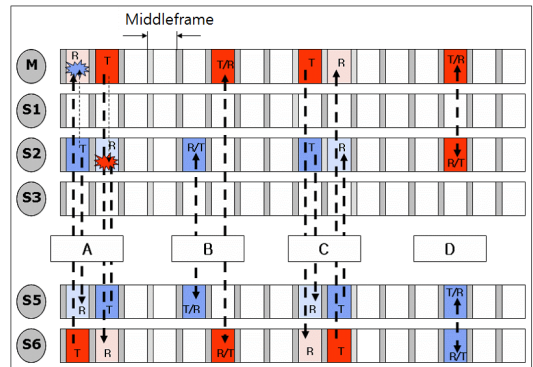 Middleframe
M R T T/R T R T/R
S1
S2 T R R/T T R R/T
S3
A B C D
S5 R T T/R R T T/R
S6 T R R/T R T R/T